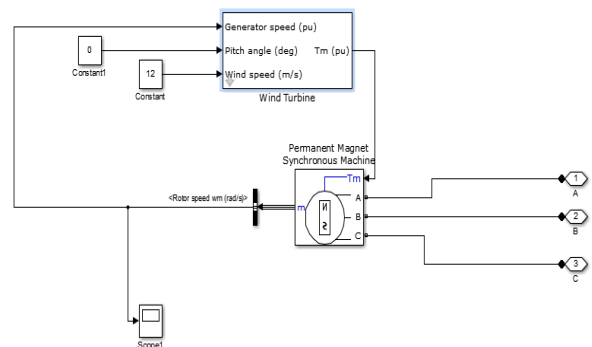 Generator speed (pu)
0
Pitch angle (deg)
Tm (pu)
Constant1
12
Wind speed (m/s)
Constant
Wind Turbine
Permanent Magnet
Synchronous Machine
Tm
<Rotor speed wm (rad/s)>
m
N
S
A
B
C
1
A
2
B
3
C
Scope1